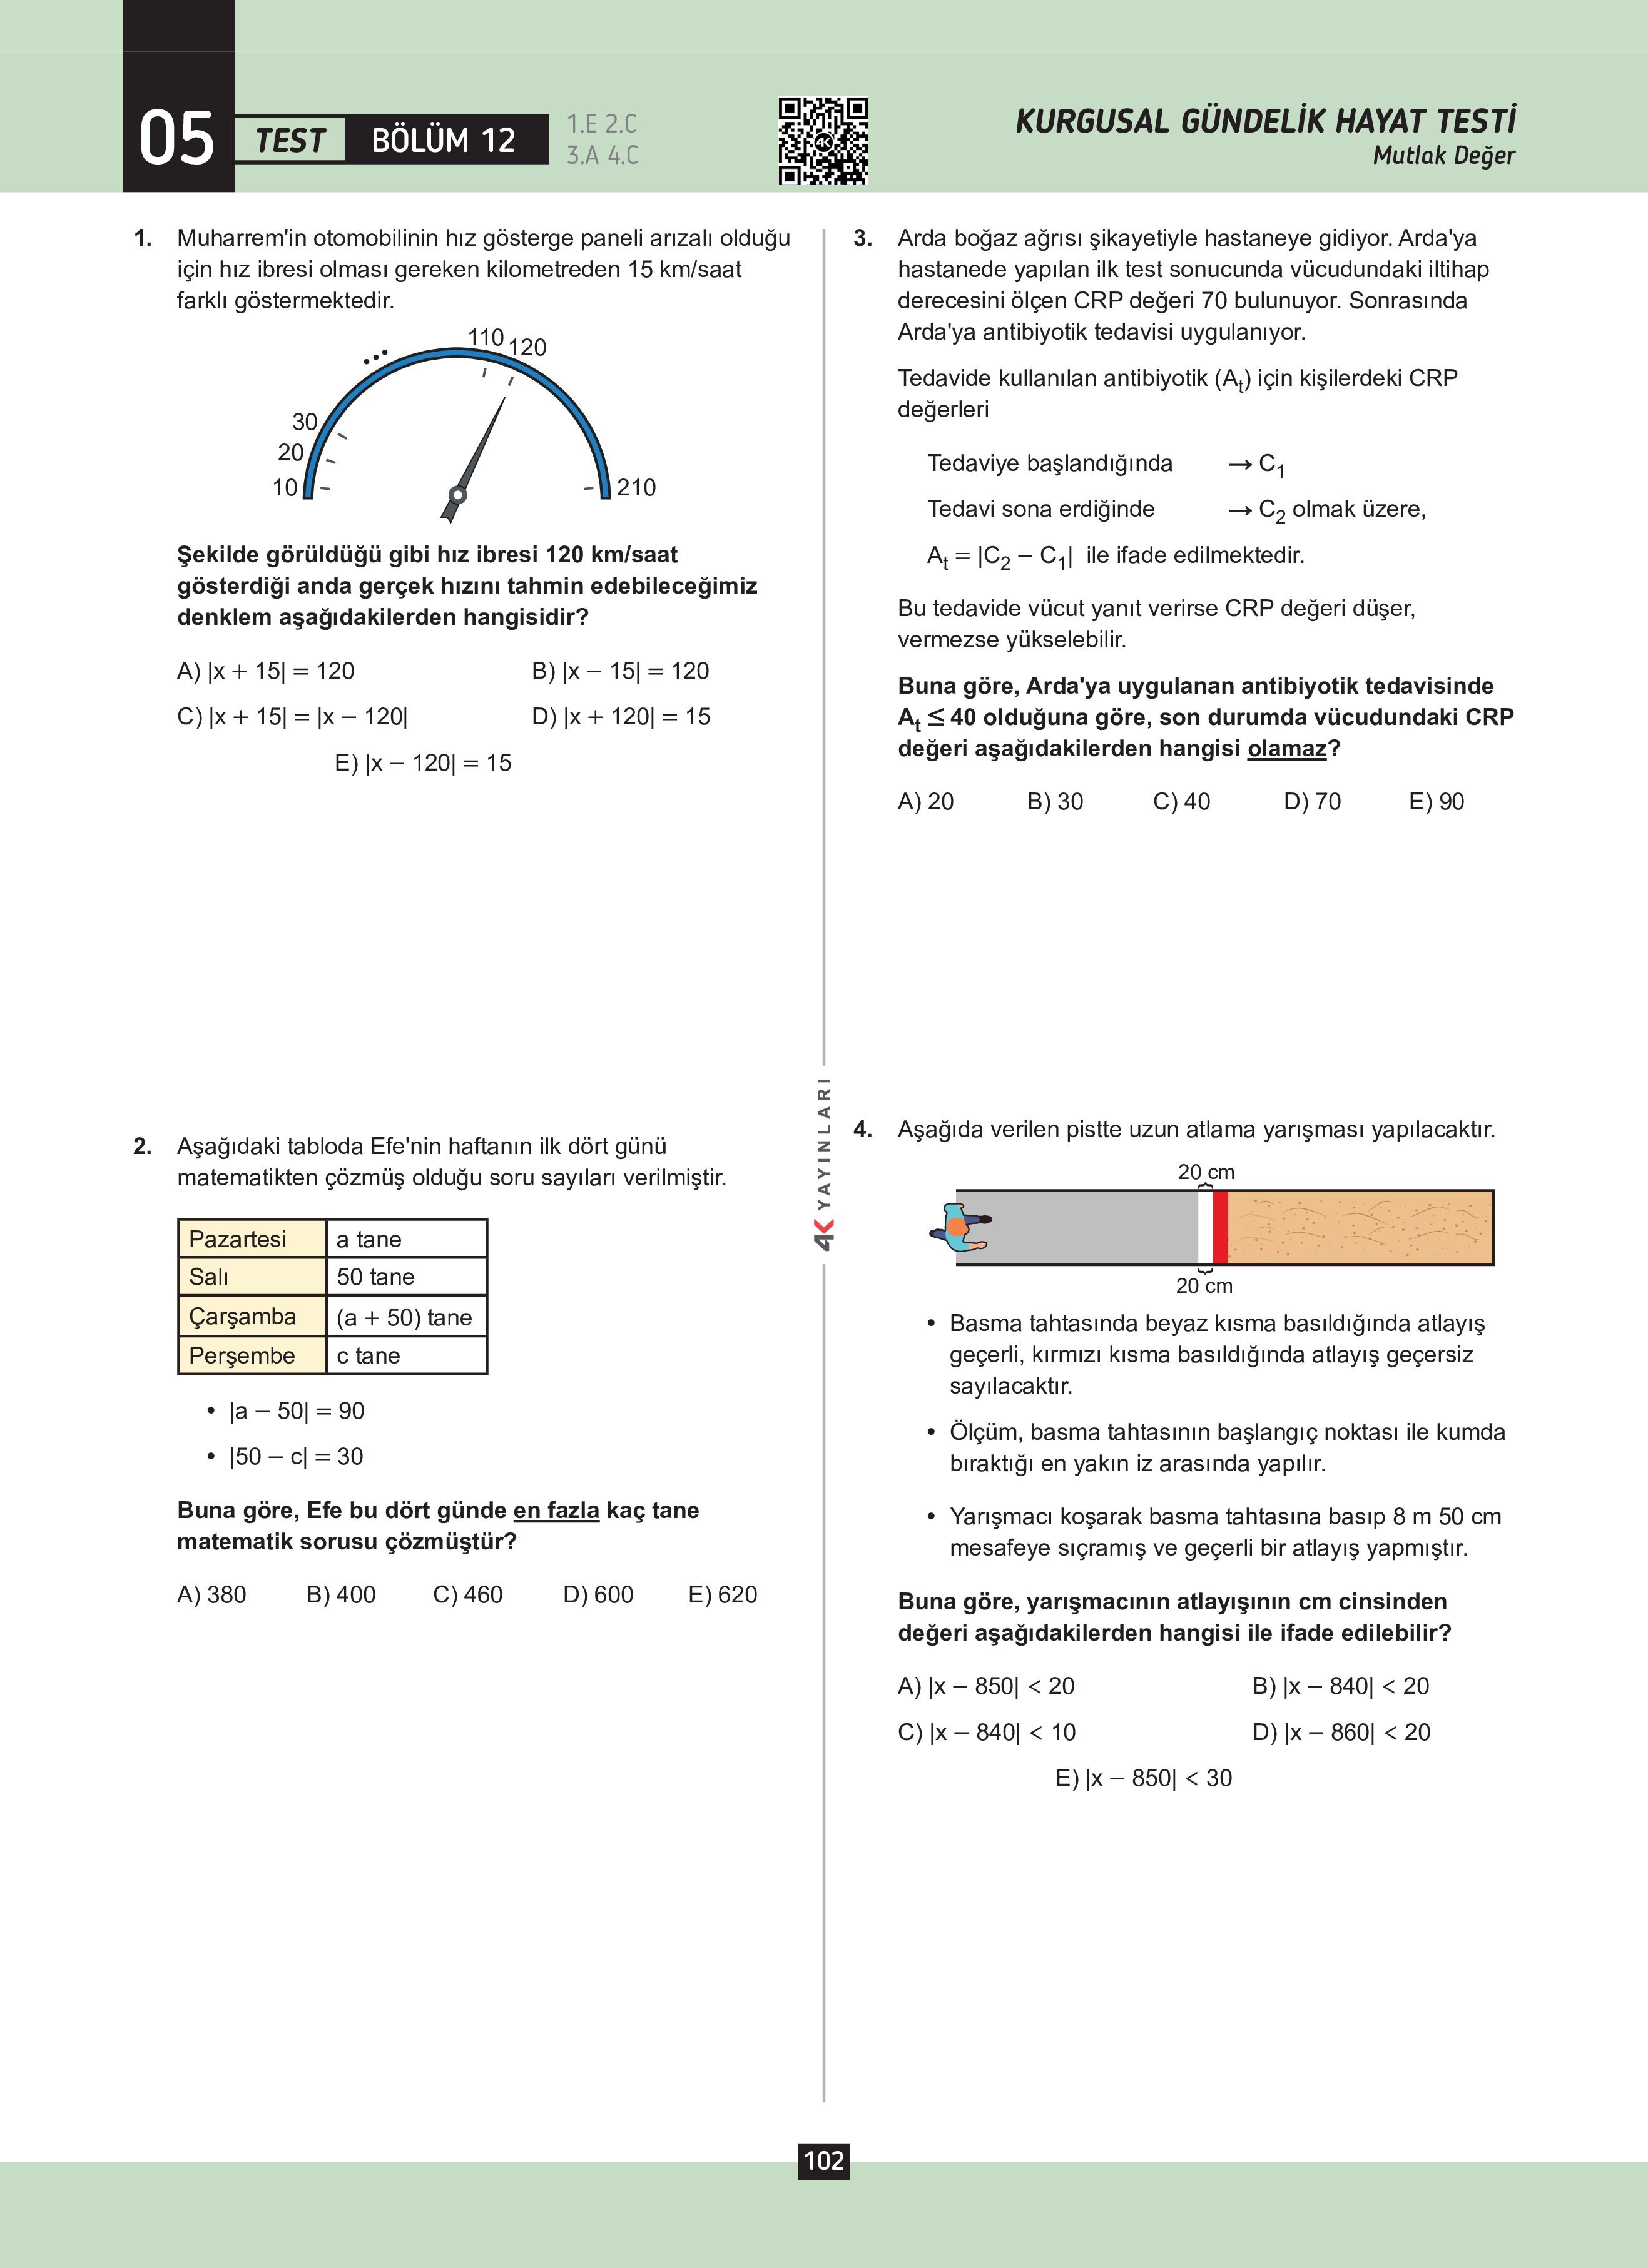 05
TEST
BÖLÜM 12
1.E 2.C
3.A 4.C
4K
KURGUSAL GÜNDELİK HAYAT TESTİ
Mutlak Değer
1. Muharrem'in otomobilinin hız gösterge paneli arızalı olduğu
için hız ibresi olması gereken kilometreden 15 km/saat
farklı göstermektedir.
10
20
30
...
110
120
210
Şekilde görüldüğü gibi hız ibresi 120 km/saat
gösterdiği anda gerçek hızını tahmin edebileceğimiz
denklem aşağıdakilerden hangisidir?
A) |x + 15| = 120 B) |x − 15| = 120
C) |x + 15| = |x − 120| D) |x + 120| = 15
E) |x − 120| = 15
2. Aşağıdaki tabloda Efe'nin haftanın ilk dört günü
matematikten çözmüş olduğu soru sayıları verilmiştir.
Pazartesi a tane
Salı 50 tane
Çarşamba (a + 50) tane
Perşembe c tane
• |a − 50| = 90
• |50 − c| = 30
Buna göre, Efe bu dört günde en fazla kaç tane
matematik sorusu çözmüştür?
A) 380 B) 400 C) 460 D) 600 E) 620
4K YAYINLARI
3. Arda boğaz ağrısı şikayetiyle hastaneye gidiyor. Arda'ya
hastanede yapılan ilk test sonucunda vücudundaki iltihap
derecesini ölçen CRP değeri 70 bulunuyor. Sonrasında
Arda'ya antibiyotik tedavisi uygulanıyor.
Tedavide kullanılan antibiyotik (At) için kişilerdeki CRP
değerleri
Tedaviye başlandığında → C1
Tedavi sona erdiğinde → C2 olmak üzere,
At = |C2 − C1| ile ifade edilmektedir.
Bu tedavide vücut yanıt verirse CRP değeri düşer,
vermezse yükselebilir.
Buna göre, Arda'ya uygulanan antibiyotik tedavisinde
At ≤ 40 olduğuna göre, son durumda vücudundaki CRP
değeri aşağıdakilerden hangisi olamaz?
A) 20 B) 30 C) 40 D) 70 E) 90
4. Aşağıda verilen pistte uzun atlama yarışması yapılacaktır.
20 cm
20 cm
• Basma tahtasında beyaz kısma basıldığında atlayış
geçerli, kırmızı kısma basıldığında atlayış geçersiz
sayılacaktır.
• Ölçüm, basma tahtasının başlangıç noktası ile kumda
bıraktığı en yakın iz arasında yapılır.
• Yarışmacı koşarak basma tahtasına basıp 8 m 50 cm
mesafeye sıçramış ve geçerli bir atlayış yapmıştır.
Buna göre, yarışmacının atlayışının cm cinsinden
değeri aşağıdakilerden hangisi ile ifade edilebilir?
A) |x − 850| < 20 B) |x − 840| < 20
C) |x − 840| < 10 D) |x − 860| < 20
E) |x − 850| < 30
102